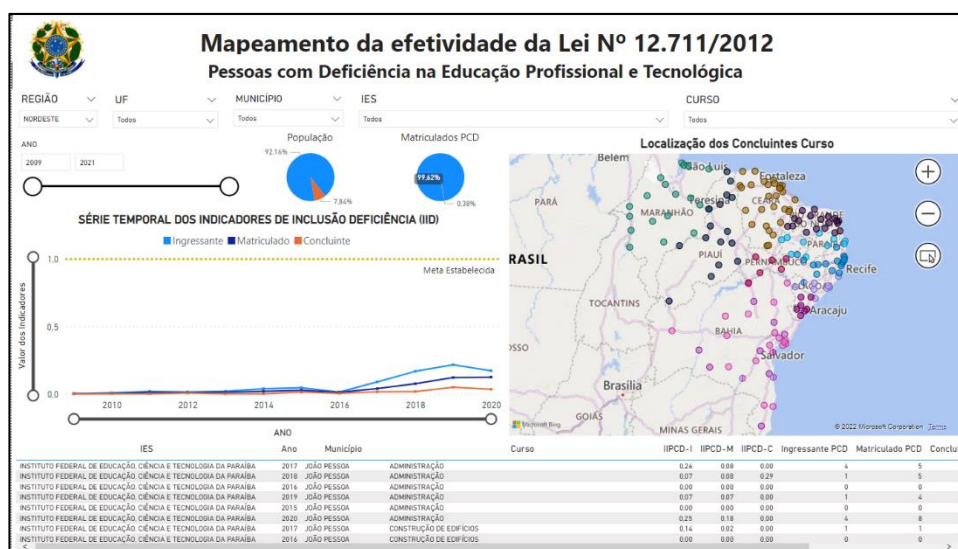 Mapeamento da efetividade da Lei Nº 12.711/2012
Pessoas com Deficiência na Educação Profissional e Tecnológica
REGIÃO UF MUNICÍPIO IES CURSO
NORDESTE Todos Todos Todos Todos
ANO
2009 2021
População
92.16%
7.84%
Matriculados PCD
99.62%
0.38%
SÉRIE TEMPORAL DOS INDICADORES DE INCLUSÃO DEFICIÊNCIA (IID)
Ingressante Matriculado Concluinte
Valor dos Indicadores
1.0
Meta Estabelecida
0.5
0.0
2010 2012 2014 2016 2018 2020
ANO
Localização dos Concluintes Curso
Belém
São Luís
Fortaleza
Teresina
CEARÁ
PARÁ
MARANHÃO
PIAUÍ
PERNAMBUCO
Recife
RASIL
TOCANTINS
Aracaju
BAHIA
OSSO
Salvador
Brasília
GOIÁS
MINAS GERAIS
Microsoft Bing
© 2022 Microsoft Corporation Terms
IES Ano Município Curso IIPCD-I IIPCD-M IIPCD-C Ingressante PCD Matriculado PCD Conclui
INSTITUTO FEDERAL DE EDUCAÇÃO, CIÊNCIA E TECNOLOGIA DA PARAÍBA 2017 JOÃO PESSOA ADMINISTRAÇÃO 0,26 0,08 0,00 4 5
INSTITUTO FEDERAL DE EDUCAÇÃO, CIÊNCIA E TECNOLOGIA DA PARAÍBA 2018 JOÃO PESSOA ADMINISTRAÇÃO 0,07 0,08 0,29 1 5
INSTITUTO FEDERAL DE EDUCAÇÃO, CIÊNCIA E TECNOLOGIA DA PARAÍBA 2016 JOÃO PESSOA ADMINISTRAÇÃO 0,00 0,00 0,00 0 0
INSTITUTO FEDERAL DE EDUCAÇÃO, CIÊNCIA E TECNOLOGIA DA PARAÍBA 2019 JOÃO PESSOA ADMINISTRAÇÃO 0,07 0,07 0,00 1 4
INSTITUTO FEDERAL DE EDUCAÇÃO, CIÊNCIA E TECNOLOGIA DA PARAÍBA 2015 JOÃO PESSOA ADMINISTRAÇÃO 0,00 0,00 0,00 0 0
INSTITUTO FEDERAL DE EDUCAÇÃO, CIÊNCIA E TECNOLOGIA DA PARAÍBA 2020 JOÃO PESSOA ADMINISTRAÇÃO 0,25 0,18 0,00 4 8
INSTITUTO FEDERAL DE EDUCAÇÃO, CIÊNCIA E TECNOLOGIA DA PARAÍBA 2017 JOÃO PESSOA CONSTRUÇÃO DE EDIFÍCIOS 0,14 0,02 0,00 1 1
INSTITUTO FEDERAL DE EDUCAÇÃO, CIÊNCIA E TECNOLOGIA DA PARAÍBA 2016 JOÃO PESSOA CONSTRUÇÃO DE EDIFÍCIOS 0,00 0,00 0,00 0 0